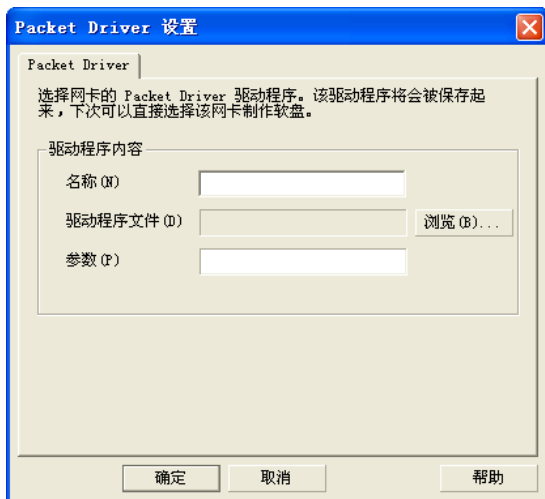 Packet Driver 设置
Packet Driver
选择网卡的 Packet Driver 驱动程序。该驱动程序将会被保存起
来，下次可以直接选择该网卡制作软盘。
驱动程序内容
名称(N)
驱动程序文件(D)
浏览(B)...
参数(P)
确定
取消
帮助